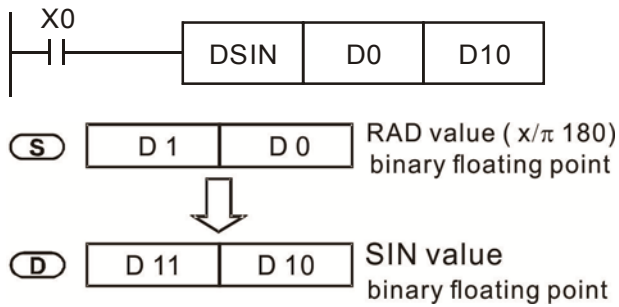 X0
DSIN D0 D10
S D 1 D 0 RAD value ( x/π 180)
binary floating point
D D 11 D 10 SIN value
binary floating point